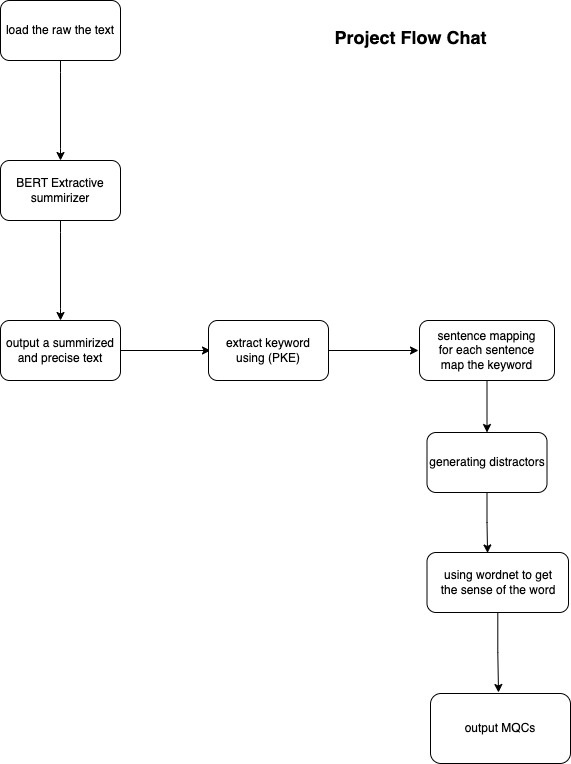 load the raw the text
Project Flow Chat
BERT Extractive
summirizer
output a summirized
and precise text
extract keyword
using (PKE)
sentence mapping
for each sentence
map the keyword
generating distractors
using wordnet to get
the sense of the word
output MQCs